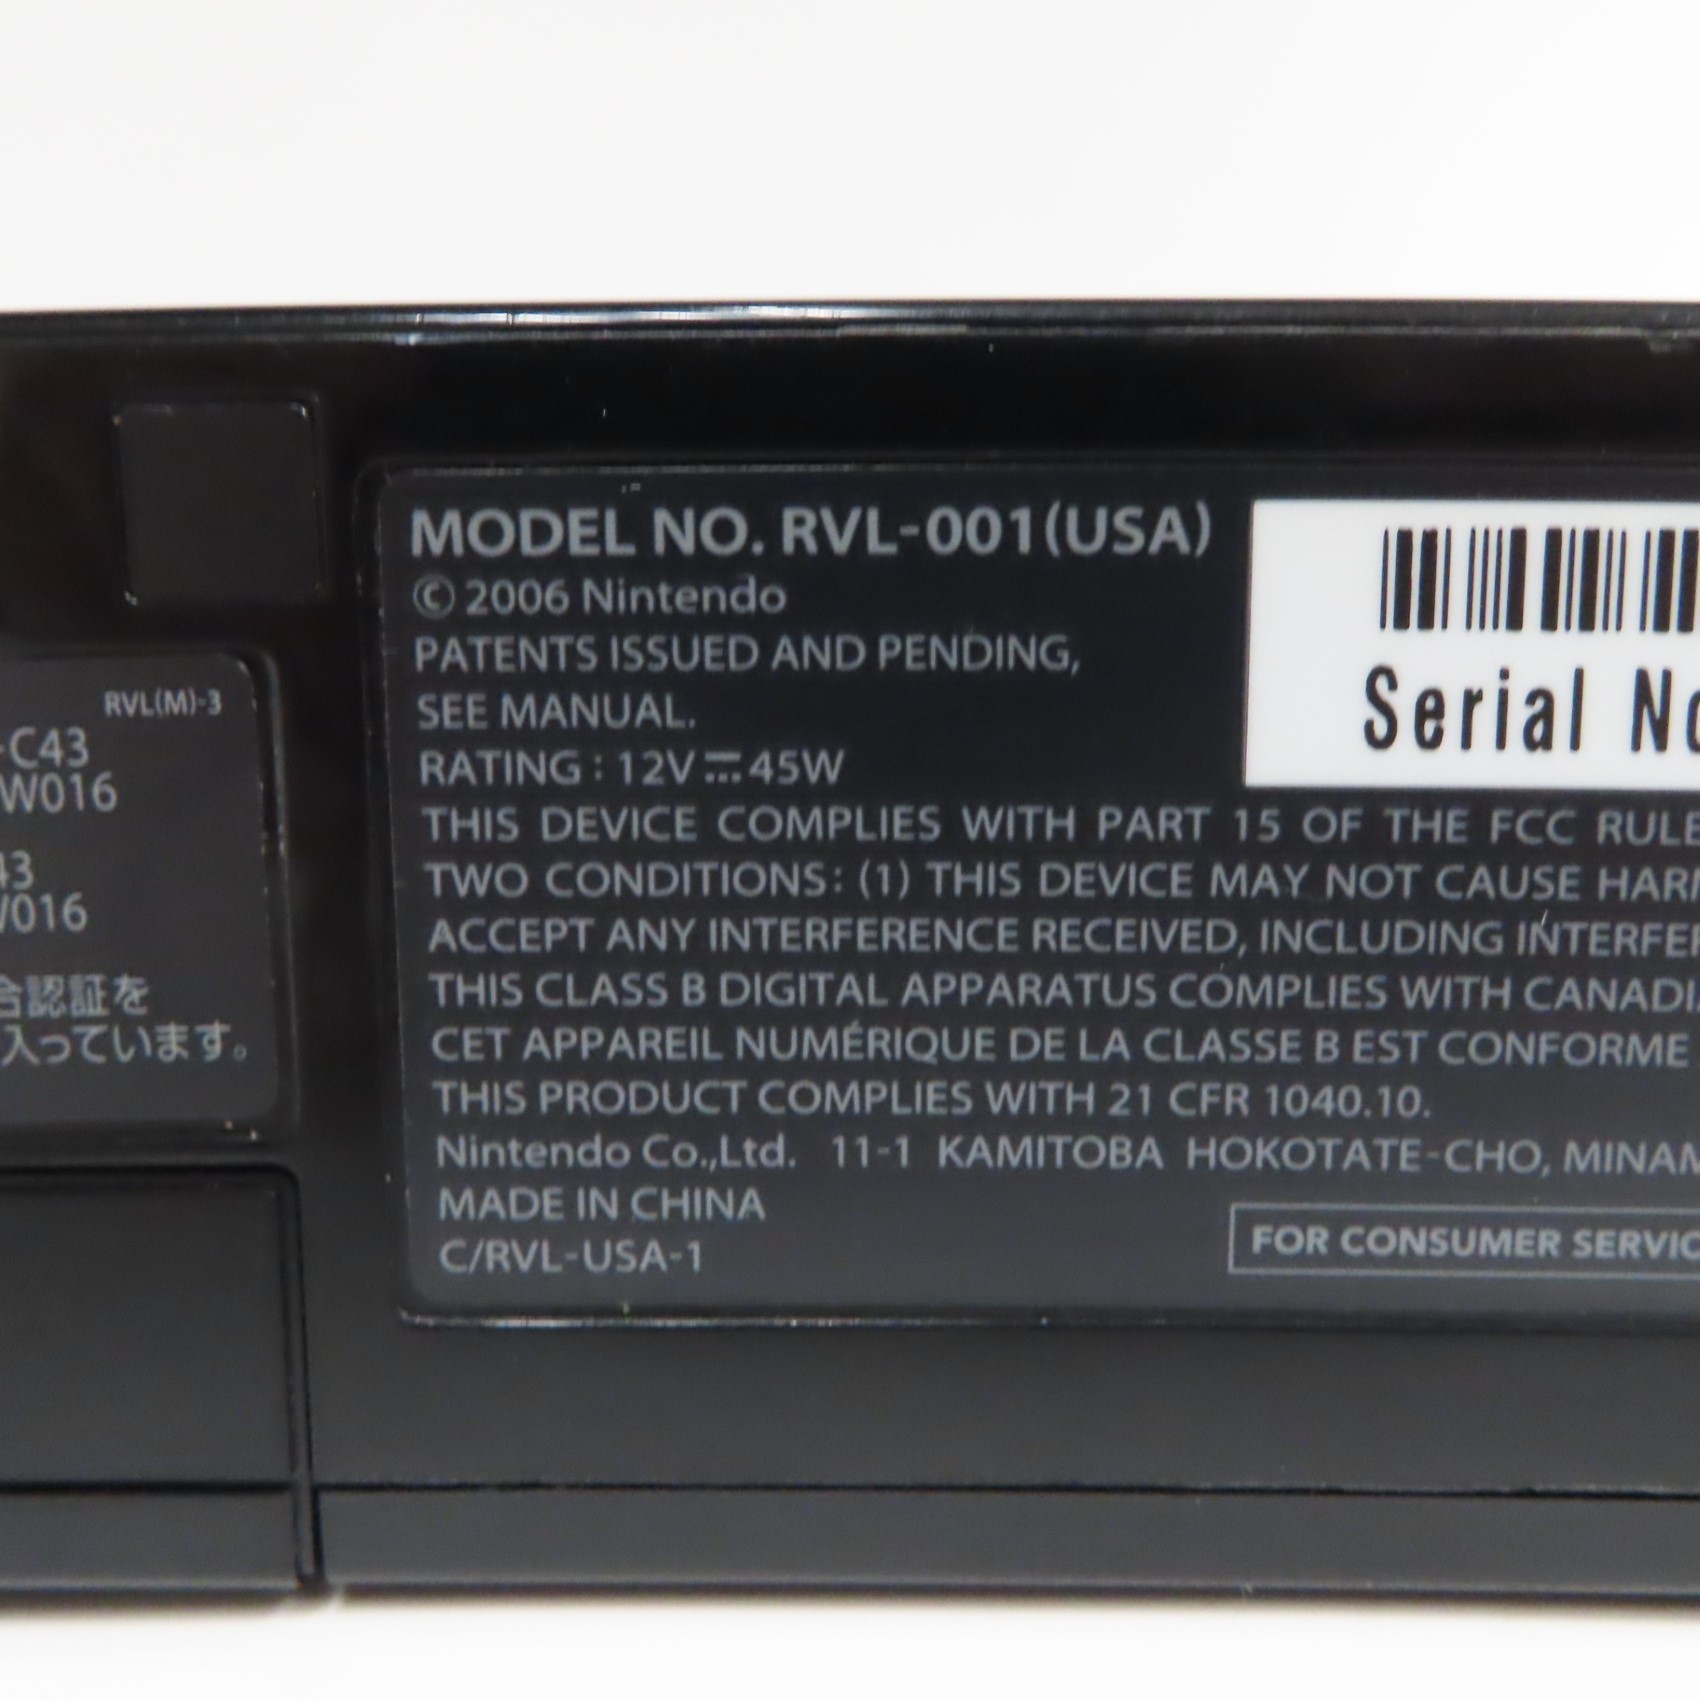 RVL(M)-3
-C43
W016
43
W016
合認証を
入っています。
MODEL NO. RVL-001(USA)
© 2006 Nintendo
PATENTS ISSUED AND PENDING,
SEE MANUAL.
RATING : 12V ⎓ 45W
Serial No
THIS DEVICE COMPLIES WITH PART 15 OF THE FCC RULE
TWO CONDITIONS: (1) THIS DEVICE MAY NOT CAUSE HARM
ACCEPT ANY INTERFERENCE RECEIVED, INCLUDING INTERFE
THIS CLASS B DIGITAL APPARATUS COMPLIES WITH CANADI
CET APPAREIL NUMÉRIQUE DE LA CLASSE B EST CONFORME
THIS PRODUCT COMPLIES WITH 21 CFR 1040.10.
Nintendo Co.,Ltd. 11-1 KAMITOBA HOKOTATE-CHO, MINAM
MADE IN CHINA
C/RVL-USA-1
FOR CONSUMER SERVIC